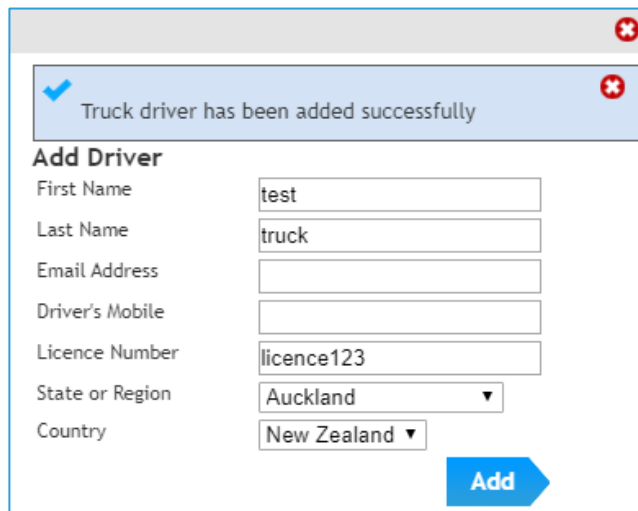 Truck driver has been added successfully
Add Driver
First Name test
Last Name truck
Email Address
Driver's Mobile
Licence Number licence123
State or Region Auckland
Country New Zealand
Add